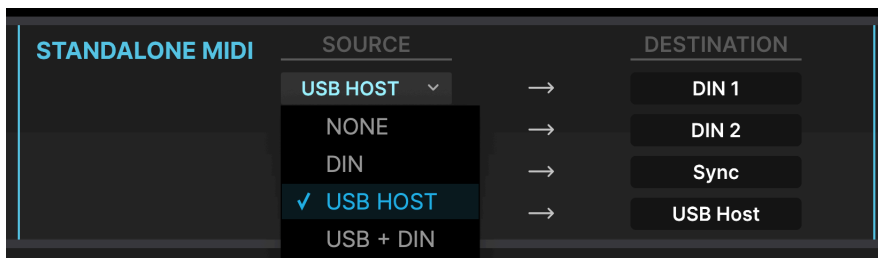 STANDALONE MIDI SOURCE DESTINATION
USB HOST → DIN 1
NONE → DIN 2
DIN → Sync
✓ USB HOST → USB Host
USB + DIN